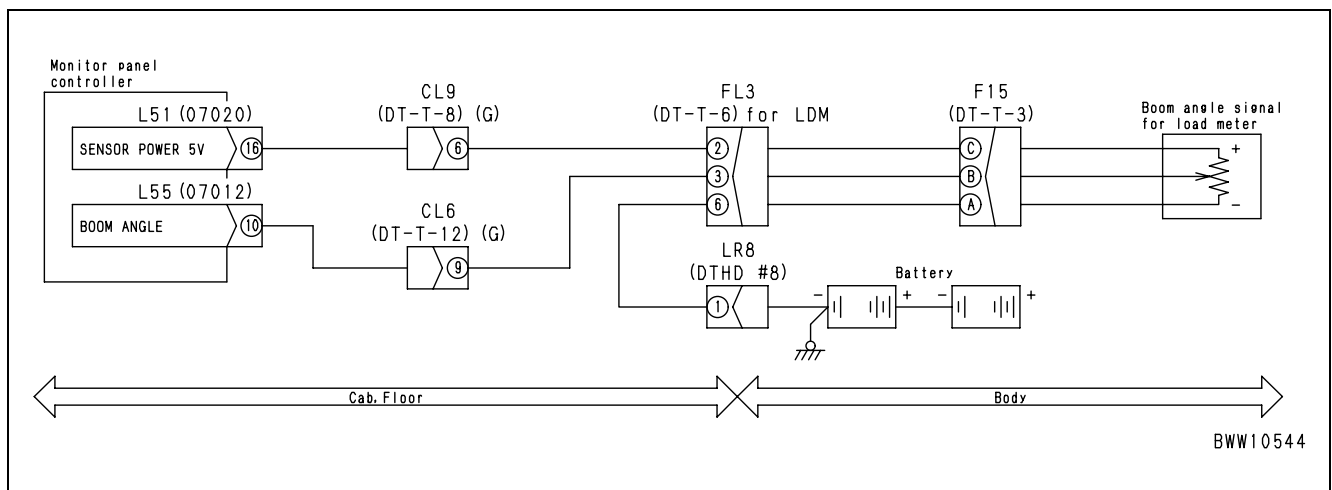 Monitor panel
controller
L51 (07020)
SENSOR POWER 5V
16
L55 (07012)
BOOM ANGLE
10
CL9
(DT-T-8) (G)
6
CL6
(DT-T-12) (G)
9
FL3
(DT-T-6) for LDM
2
3
6
LR8
(DTHD #8)
1
F15
(DT-T-3)
C
B
A
Boom angle signal
for load meter
+
-
Battery
- + - +
Cab. Floor
Body
BWW10544